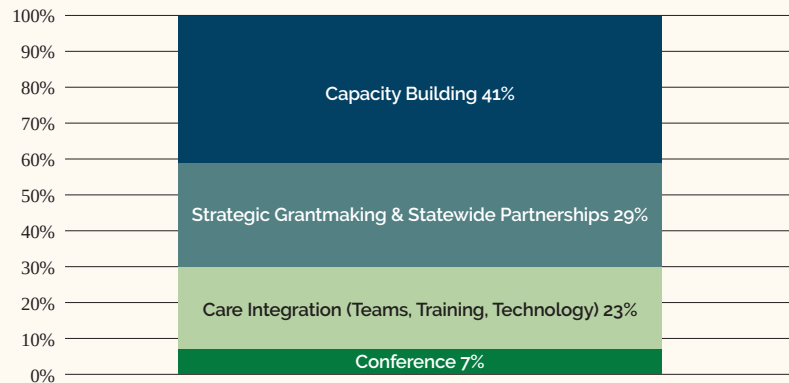 100%
90%
80%
70%
60%
50%
40%
30%
20%
10%
0%
Capacity Building 41%
Strategic Grantmaking & Statewide Partnerships 29%
Care Integration (Teams, Training, Technology) 23%
Conference 7%